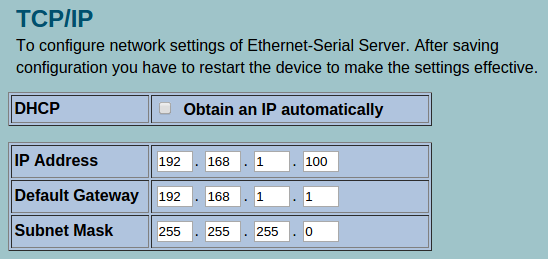 TCP/IP
To configure network settings of Ethernet-Serial Server. After saving
configuration you have to restart the device to make the settings effective.
DHCP Obtain an IP automatically
IP Address 192 . 168 . 1 . 100
Default Gateway 192 . 168 . 1 . 1
Subnet Mask 255 . 255 . 255 . 0